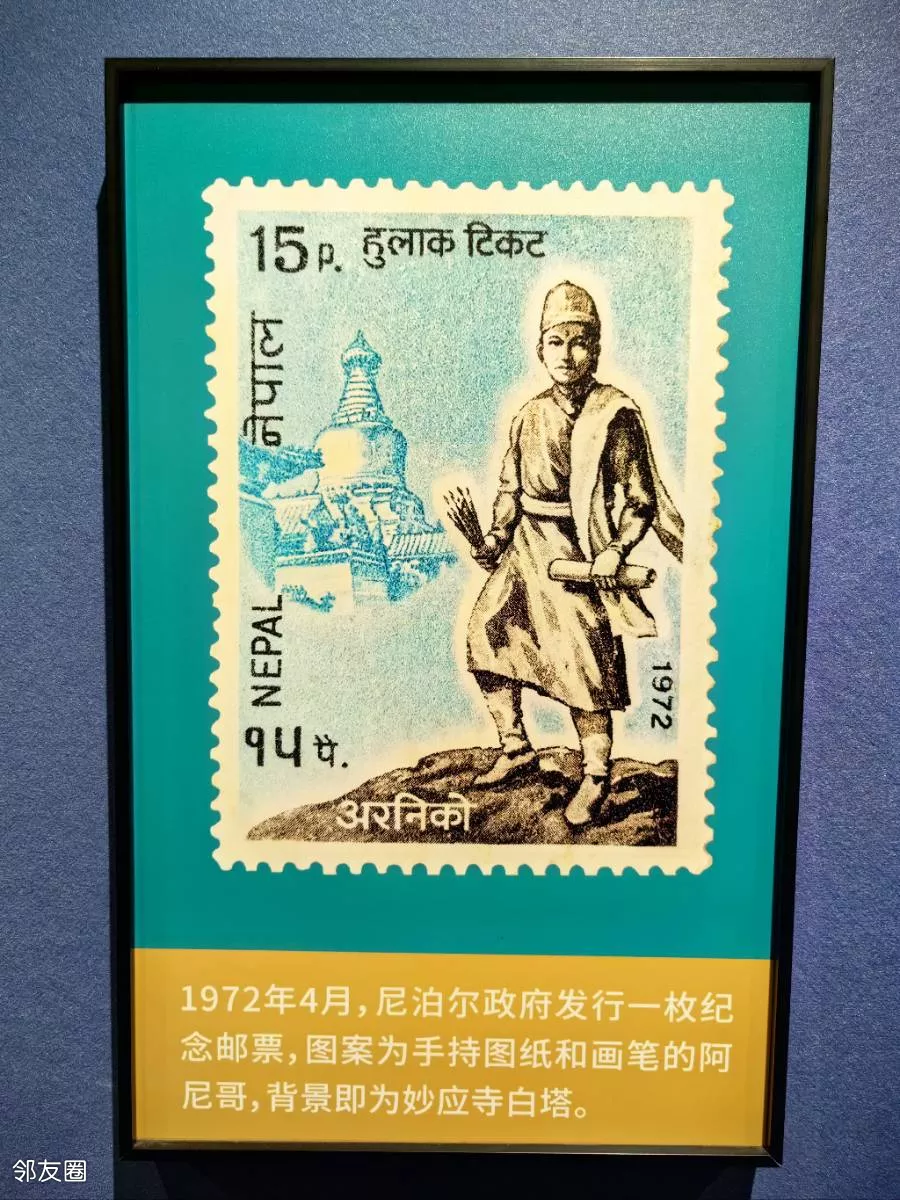 15 p. हुलाक टिकट
नेपाल
NEPAL
1972
१५ पै.
अरनिको
1972年4月，尼泊尔政府发行一枚纪
念邮票，图案为手持图纸和画笔的阿
尼哥，背景即为妙应寺白塔。
邻友圈